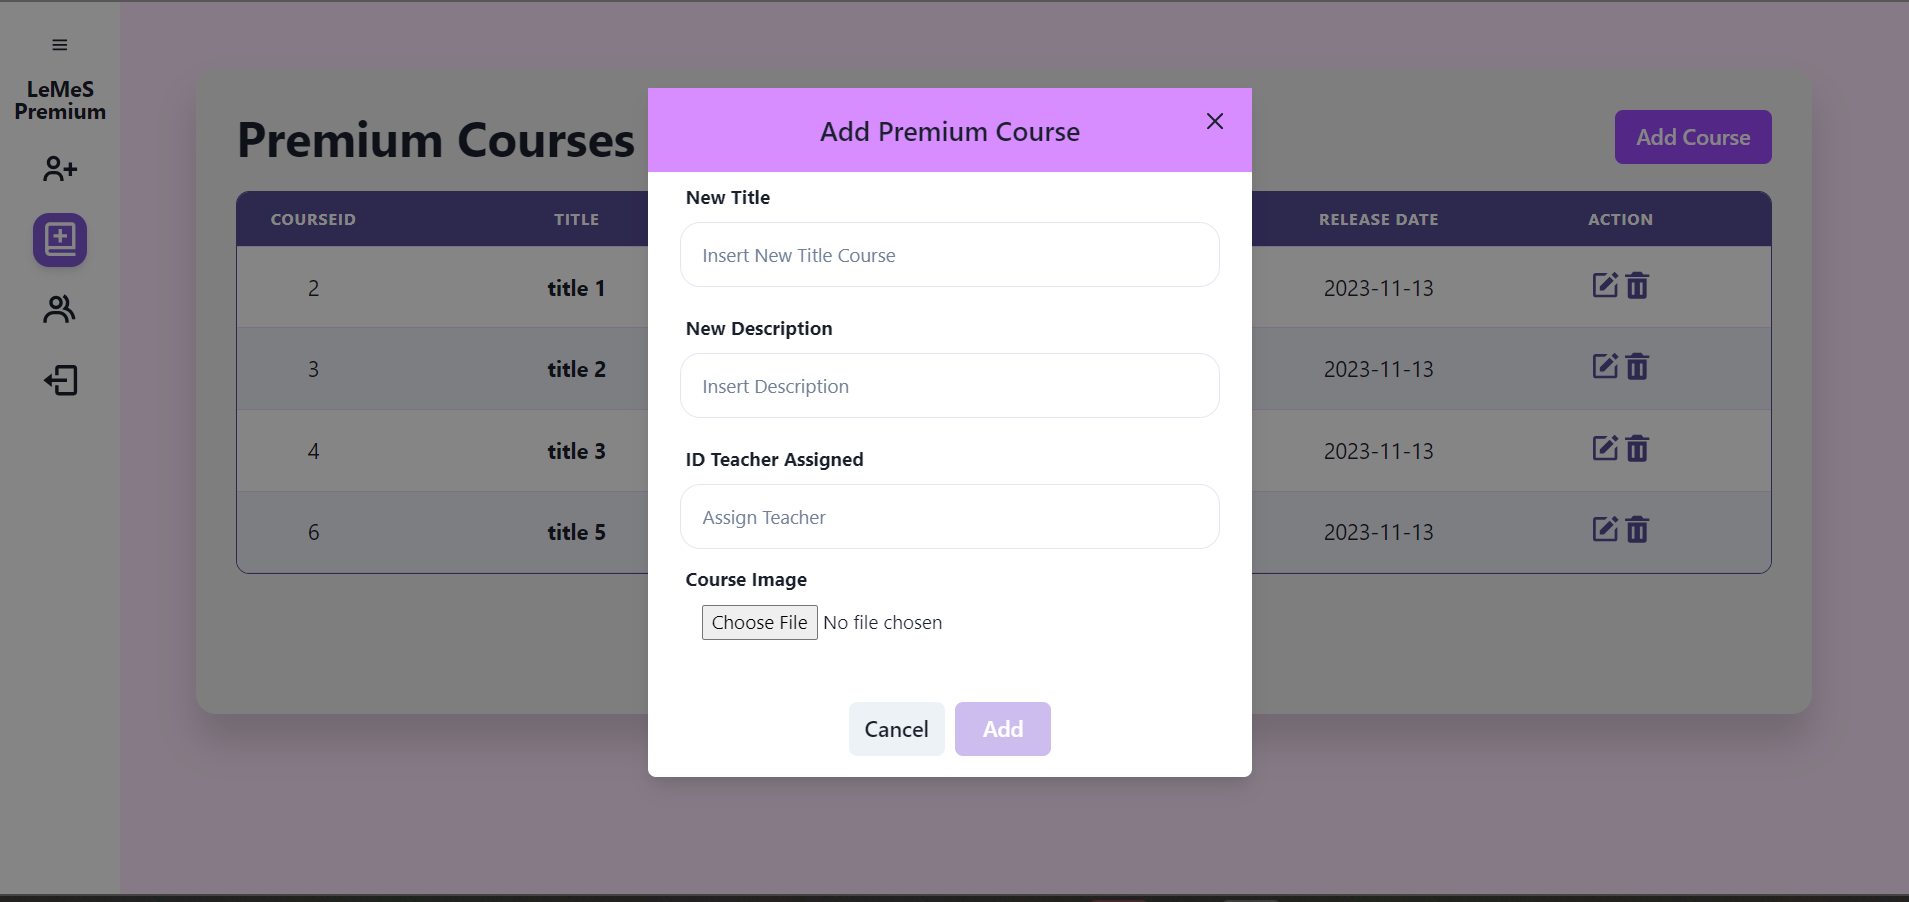 LeMeS
Premium
Premium Courses
Add Course
COURSEID TITLE RELEASE DATE ACTION
2 title 1 2023-11-13
3 title 2 2023-11-13
4 title 3 2023-11-13
6 title 5 2023-11-13
Add Premium Course
New Title
Insert New Title Course
New Description
Insert Description
ID Teacher Assigned
Assign Teacher
Course Image
Choose File No file chosen
Cancel Add